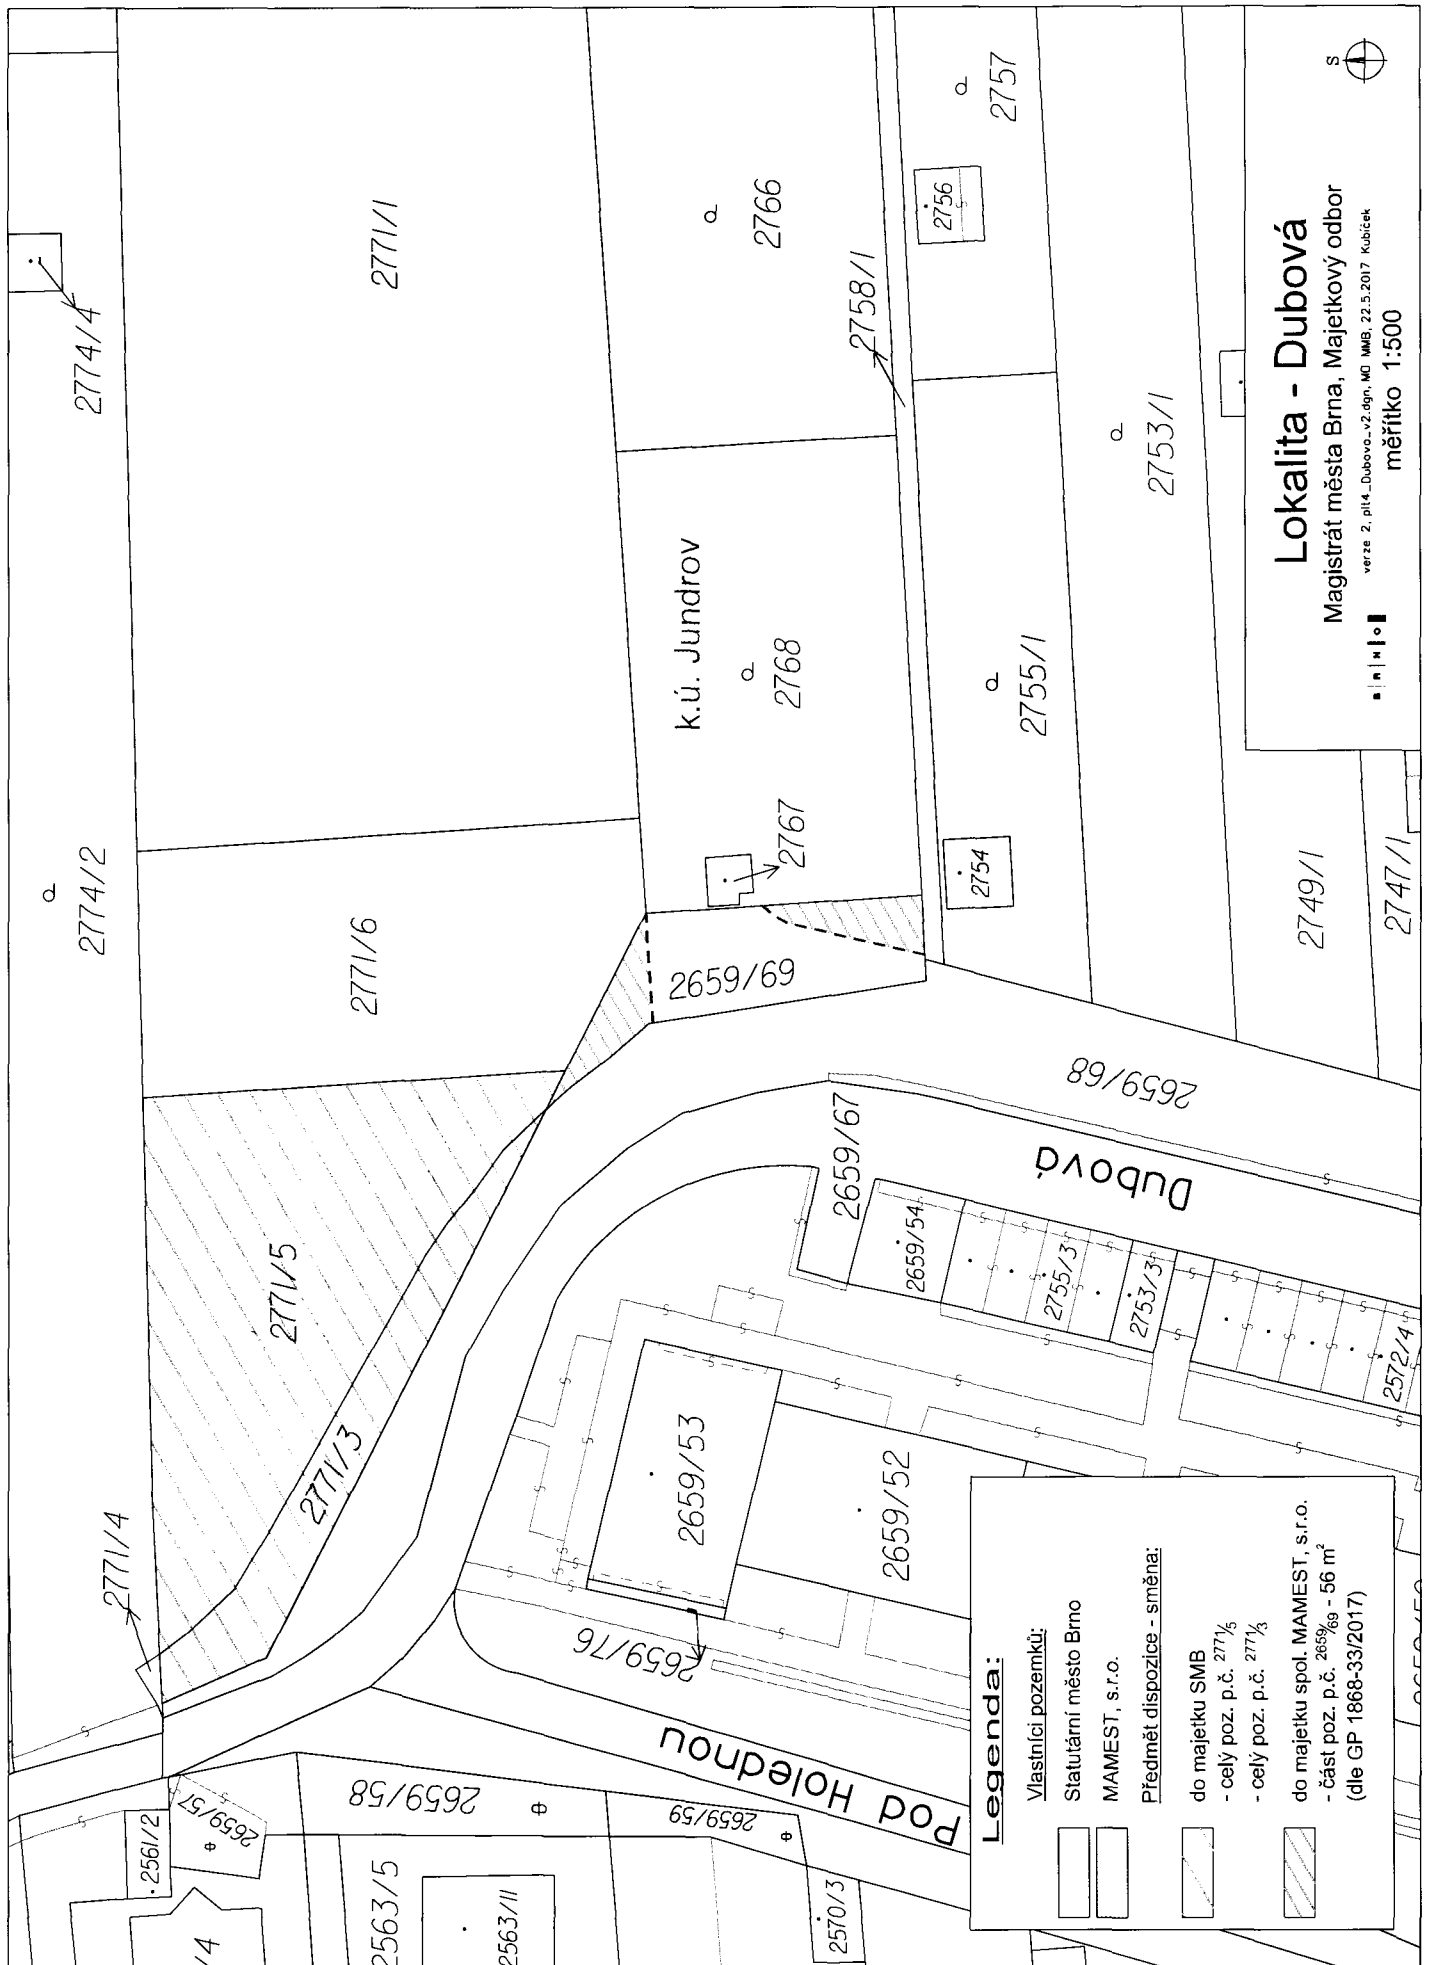 2774/4
2774/2
2771/1
2771/6
2771/5
2771/3
2771/4
k.ú. Jundrov
2766
2768
2767
2758/1
2757
2756
2755/1
2754
2753/1
2749/1
2747/1
2659/69
2659/68
2659/67
Dubová
2659/54
2755/3
2753/3
2572/4
2659/53
2659/52
2659/76
Pod Holednou
2659/58
2659/59
2659/57
2561/2
2563/5
2563/11
2570/3
/4
S
Lokalita - Dubová
Magistrát města Brna, Majetkový odbor
verze 2, plt4_Dubova_v2.dgn, MO MMB, 22.5.2017 Kubíček
měřítko 1:500
Legenda:
Vlastníci pozemků:
Statutární město Brno
MAMEST, s.r.o.
Předmět dispozice - směna:
do majetku SMB
- celý poz. p.č. 2771/5
- celý poz. p.č. 2771/3
do majetku spol. MAMEST, s.r.o.
- část poz. p.č. 2659/69 - 56 m²
(dle GP 1868-33/2017)